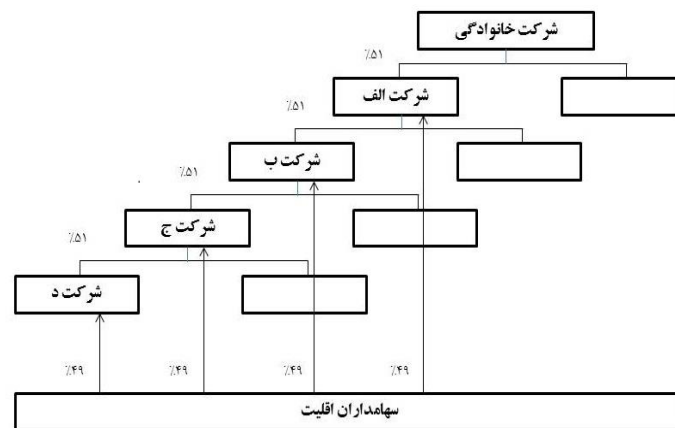 شرکت خانوادگی
٪۵۱
شرکت الف
٪۵۱
شرکت ب
٪۵۱
شرکت ج
٪۵۱
شرکت د
٪۴۹
٪۴۹
٪۴۹
٪۴۹
سهامداران اقلیت